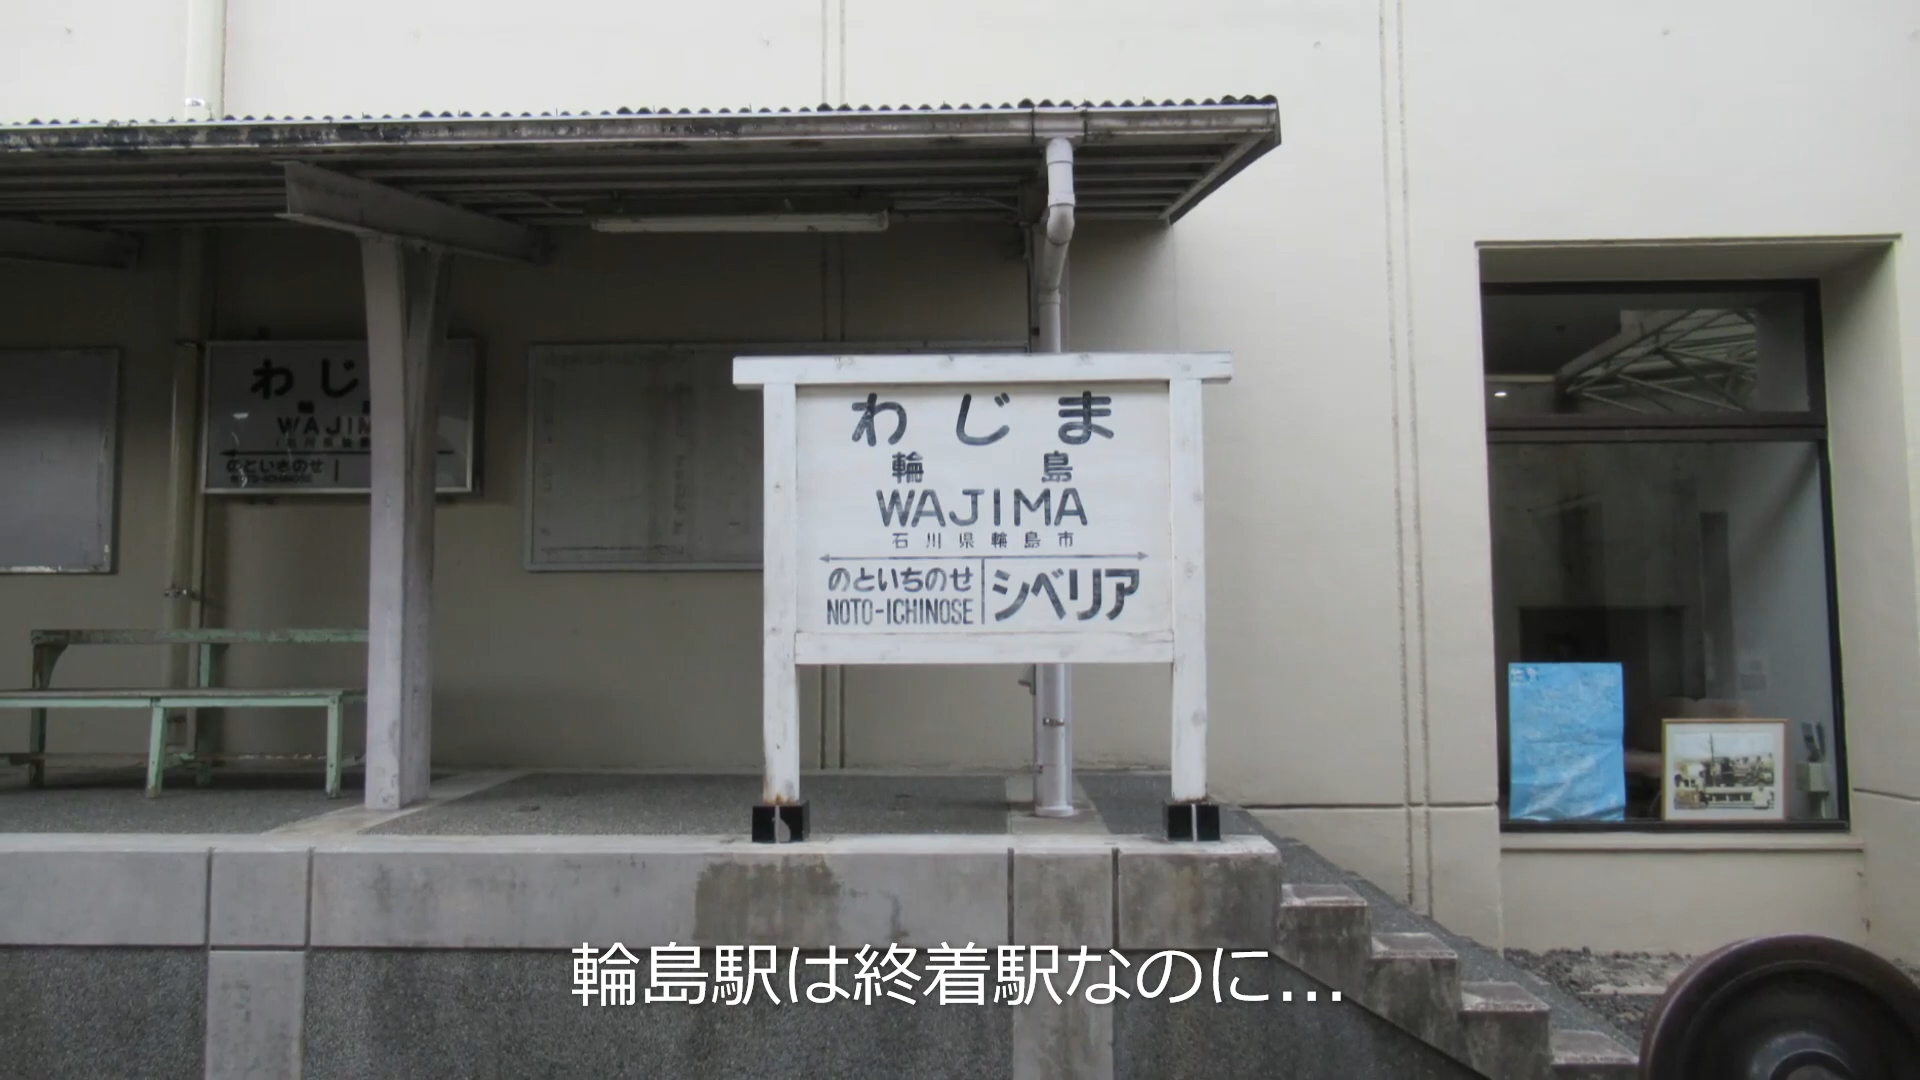 わじ
WAJIM
のといちのせ
NOTO-ICHINOSE
わじま
輪島
WAJIMA
石川県輪島市
のといちのせ
NOTO-ICHINOSE
シベリア
輪島駅は終着駅なのに...